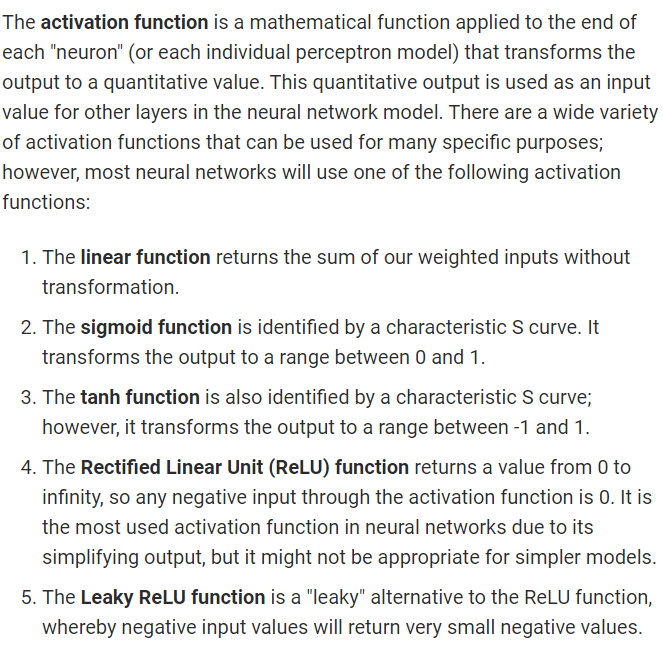 The activation function is a mathematical function applied to the end of
each "neuron" (or each individual perceptron model) that transforms the
output to a quantitative value. This quantitative output is used as an input
value for other layers in the neural network model. There are a wide variety
of activation functions that can be used for many specific purposes;
however, most neural networks will use one of the following activation
functions:
1. The linear function returns the sum of our weighted inputs without
transformation.
2. The sigmoid function is identified by a characteristic S curve. It
transforms the output to a range between 0 and 1.
3. The tanh function is also identified by a characteristic S curve;
however, it transforms the output to a range between -1 and 1.
4. The Rectified Linear Unit (ReLU) function returns a value from 0 to
infinity, so any negative input through the activation function is 0. It is
the most used activation function in neural networks due to its
simplifying output, but it might not be appropriate for simpler models.
5. The Leaky ReLU function is a "leaky" alternative to the ReLU function,
whereby negative input values will return very small negative values.